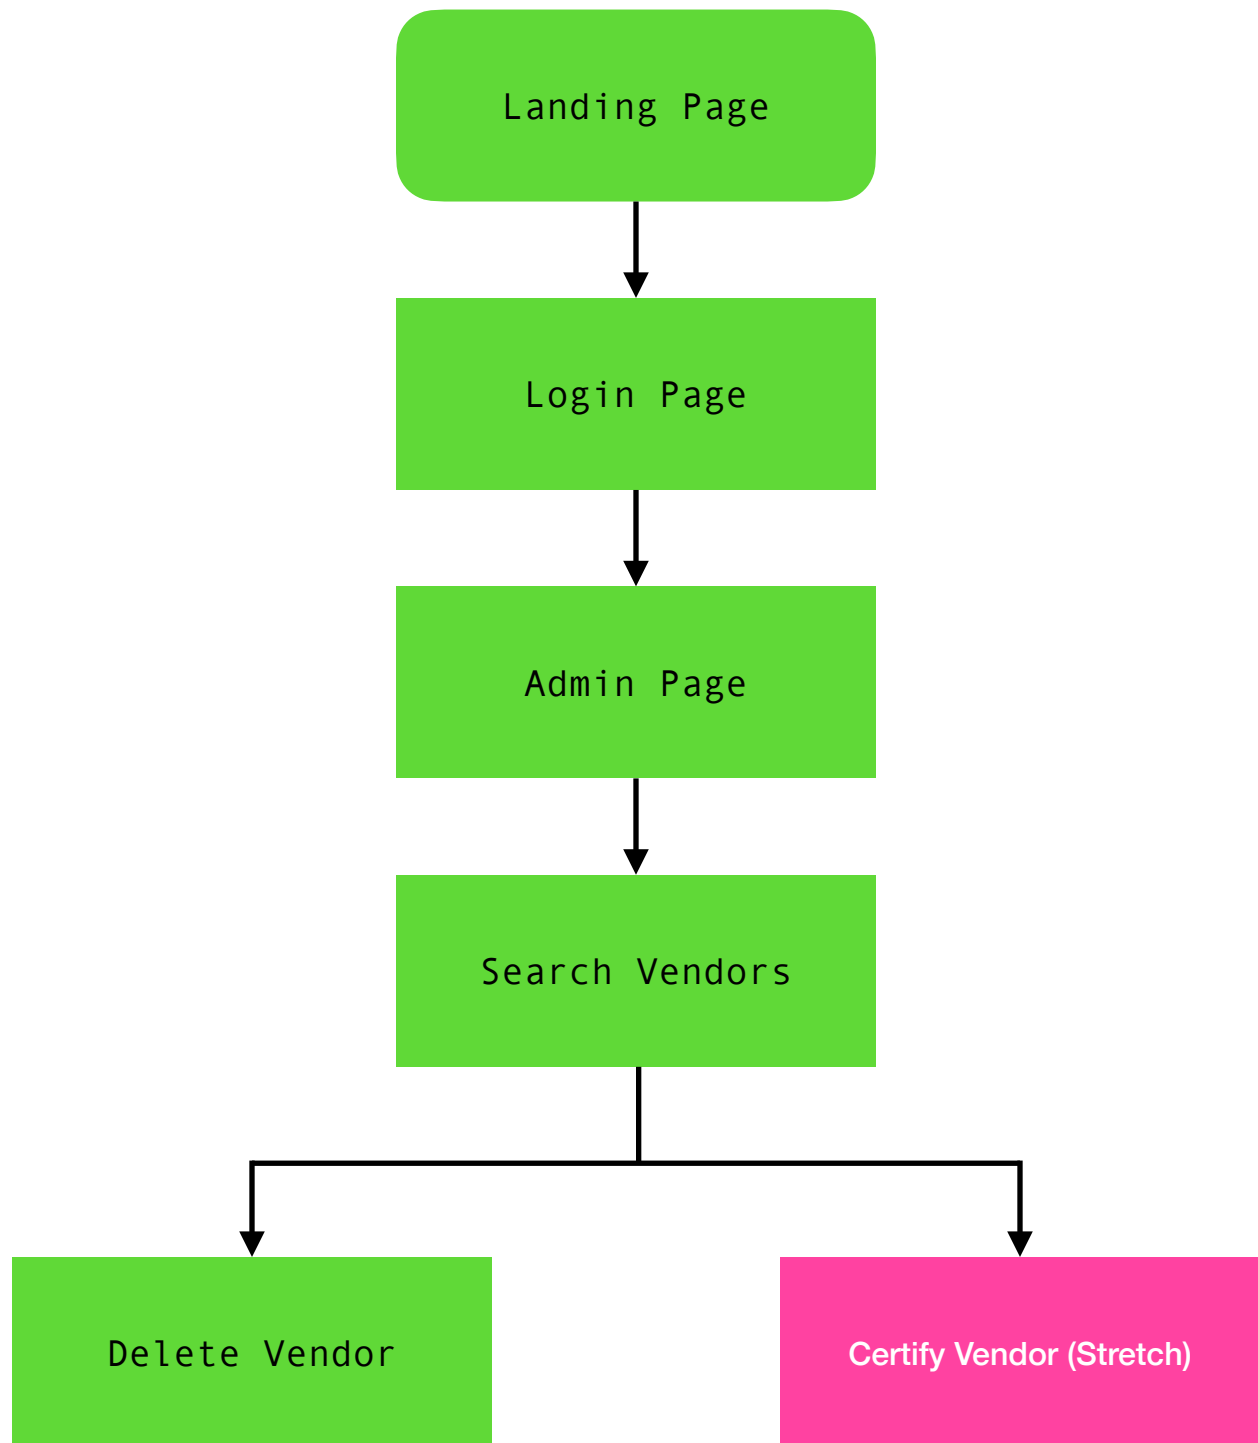 Landing Page
Login Page
Admin Page
Search Vendors
Delete Vendor
Certify Vendor (Stretch)